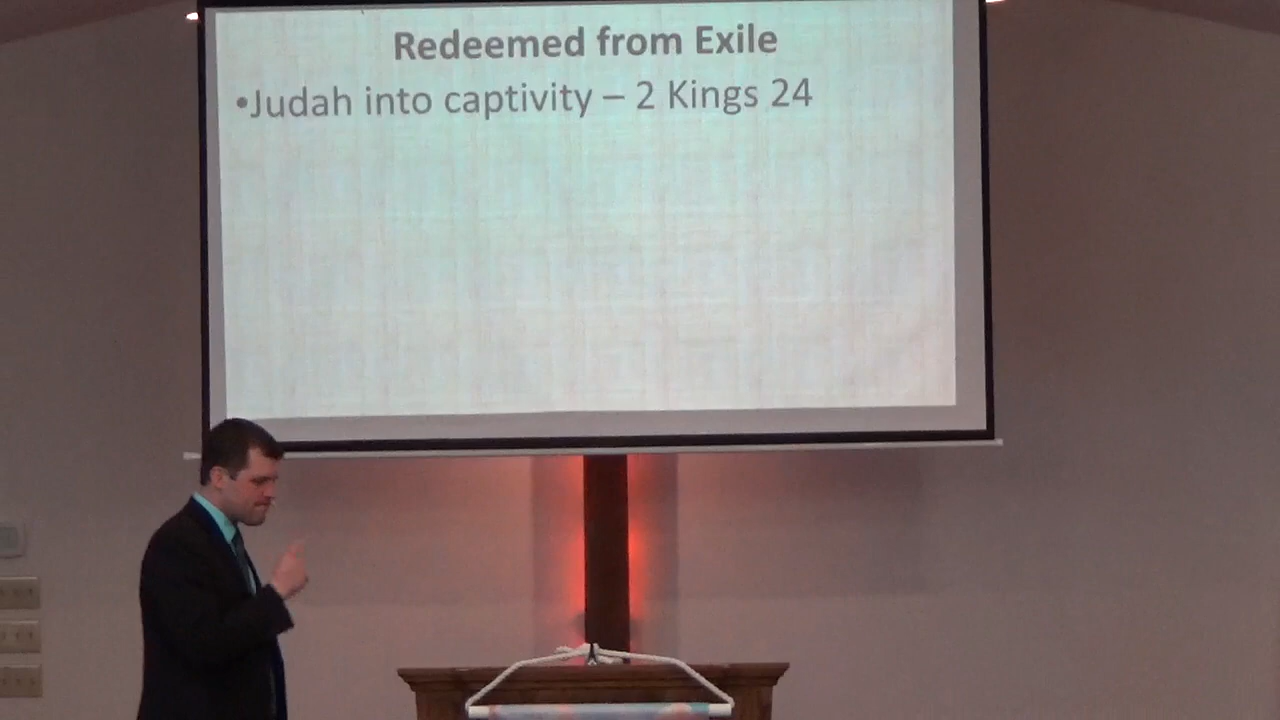 Redeemed from Exile
•Judah into captivity – 2 Kings 24